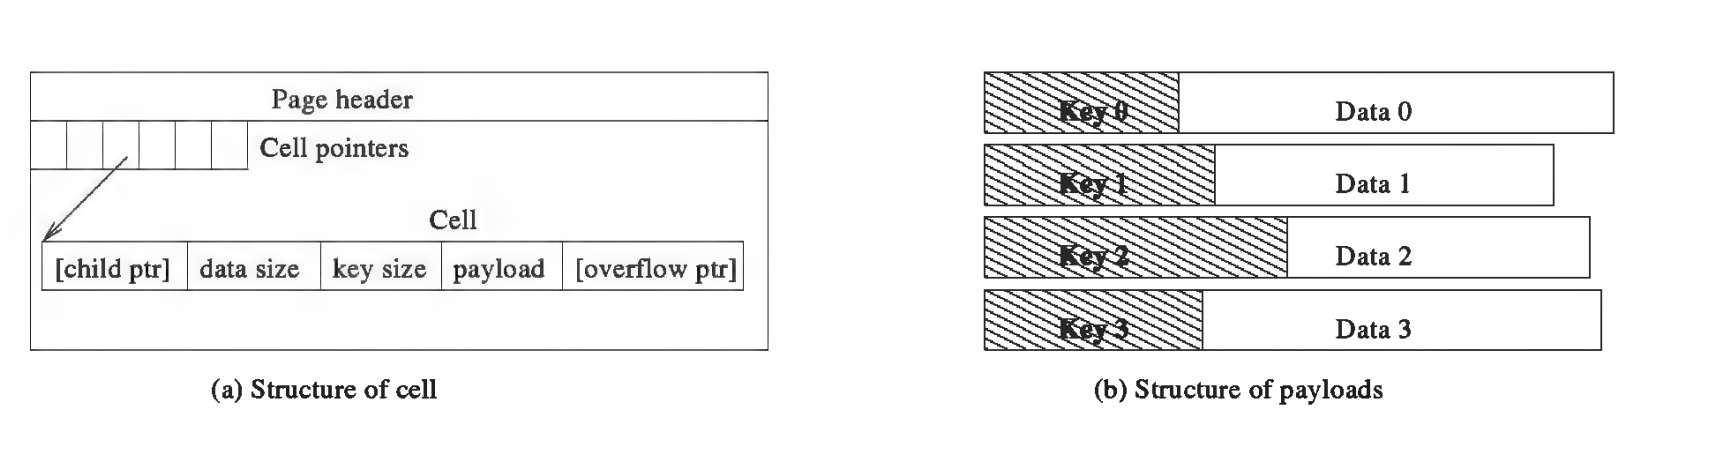 Page header
Cell pointers
Cell
[child ptr] data size key size payload [overflow ptr]
(a) Structure of cell
Key 0 Data 0
Key 1 Data 1
Key 2 Data 2
Key 3 Data 3
(b) Structure of payloads